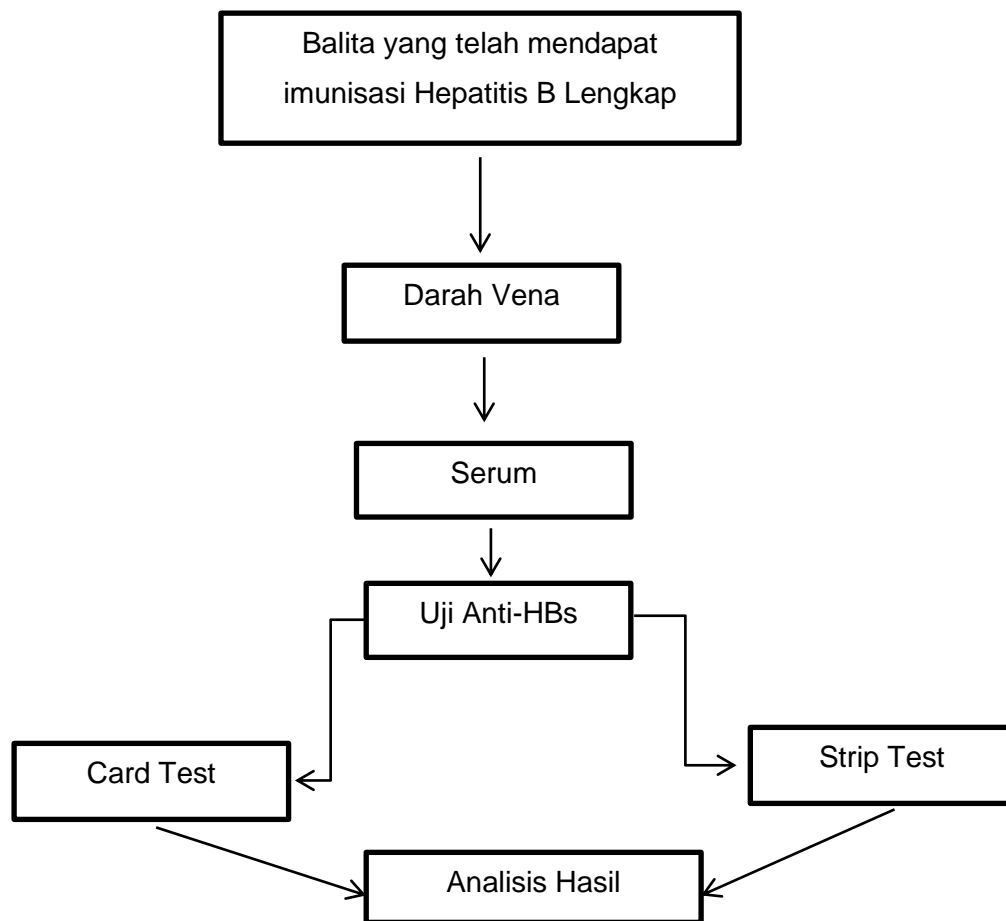 Balita yang telah mendapat
imunisasi Hepatitis B Lengkap
Darah Vena
Serum
Uji Anti-HBs
Card Test
Strip Test
Analisis Hasil